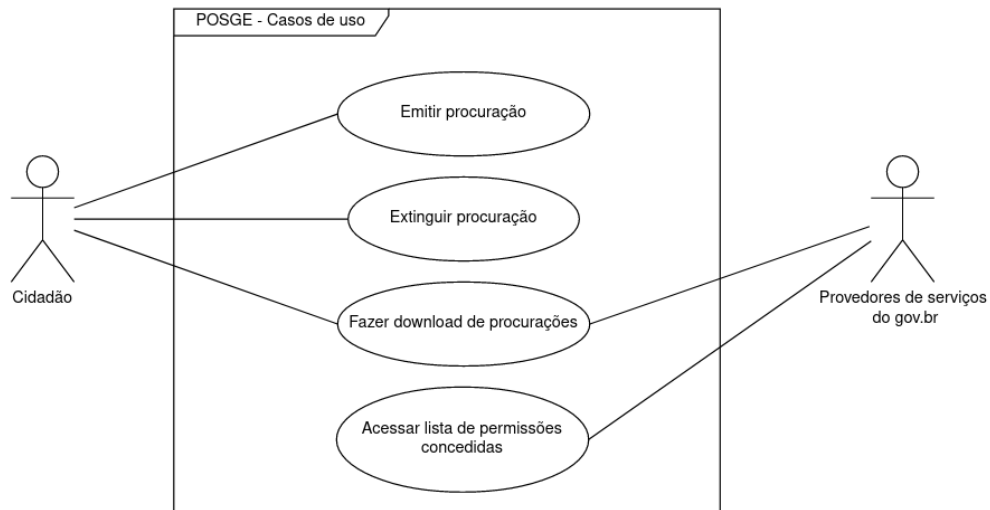 POSGE - Casos de uso
Emitir procuração
Extinguir procuração
Cidadão
Provedores de serviços
do gov.br
Fazer download de procurações
Acessar lista de permissões
concedidas